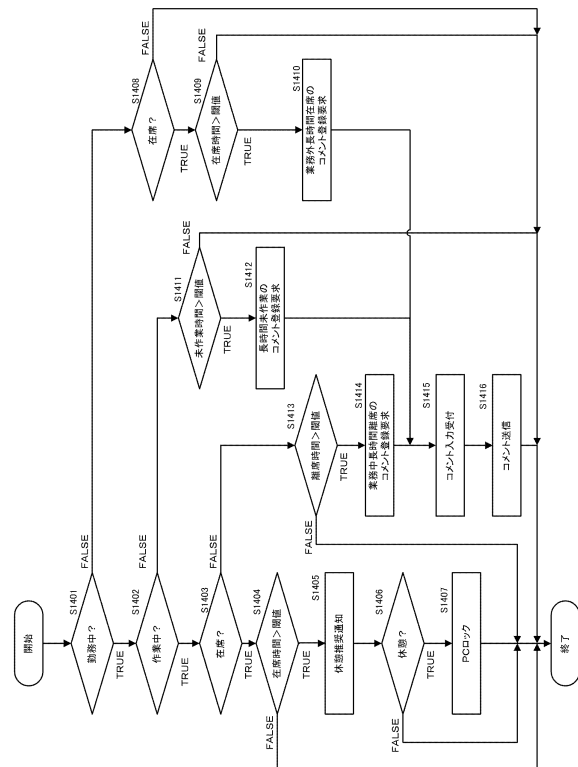 開始
S1401
勤務中？
FALSE
TRUE
S1402
作業中？
FALSE
TRUE
S1403
在席？
FALSE
TRUE
S1404
在席時間＞閾値
FALSE
TRUE
S1405
休憩推奨通知
S1406
休憩？
FALSE
TRUE
S1407
PCロック
終了
S1413
離席時間＞閾値
FALSE
TRUE
S1414
業務中長時間離席の
コメント登録要求
S1415
コメント入力受付
S1416
コメント送信
S1411
未作業時間＞閾値
FALSE
TRUE
S1412
長時間未作業の
コメント登録要求
S1408
在席？
FALSE
TRUE
S1409
在席時間＞閾値
FALSE
TRUE
S1410
業務外長時間在席の
コメント登録要求